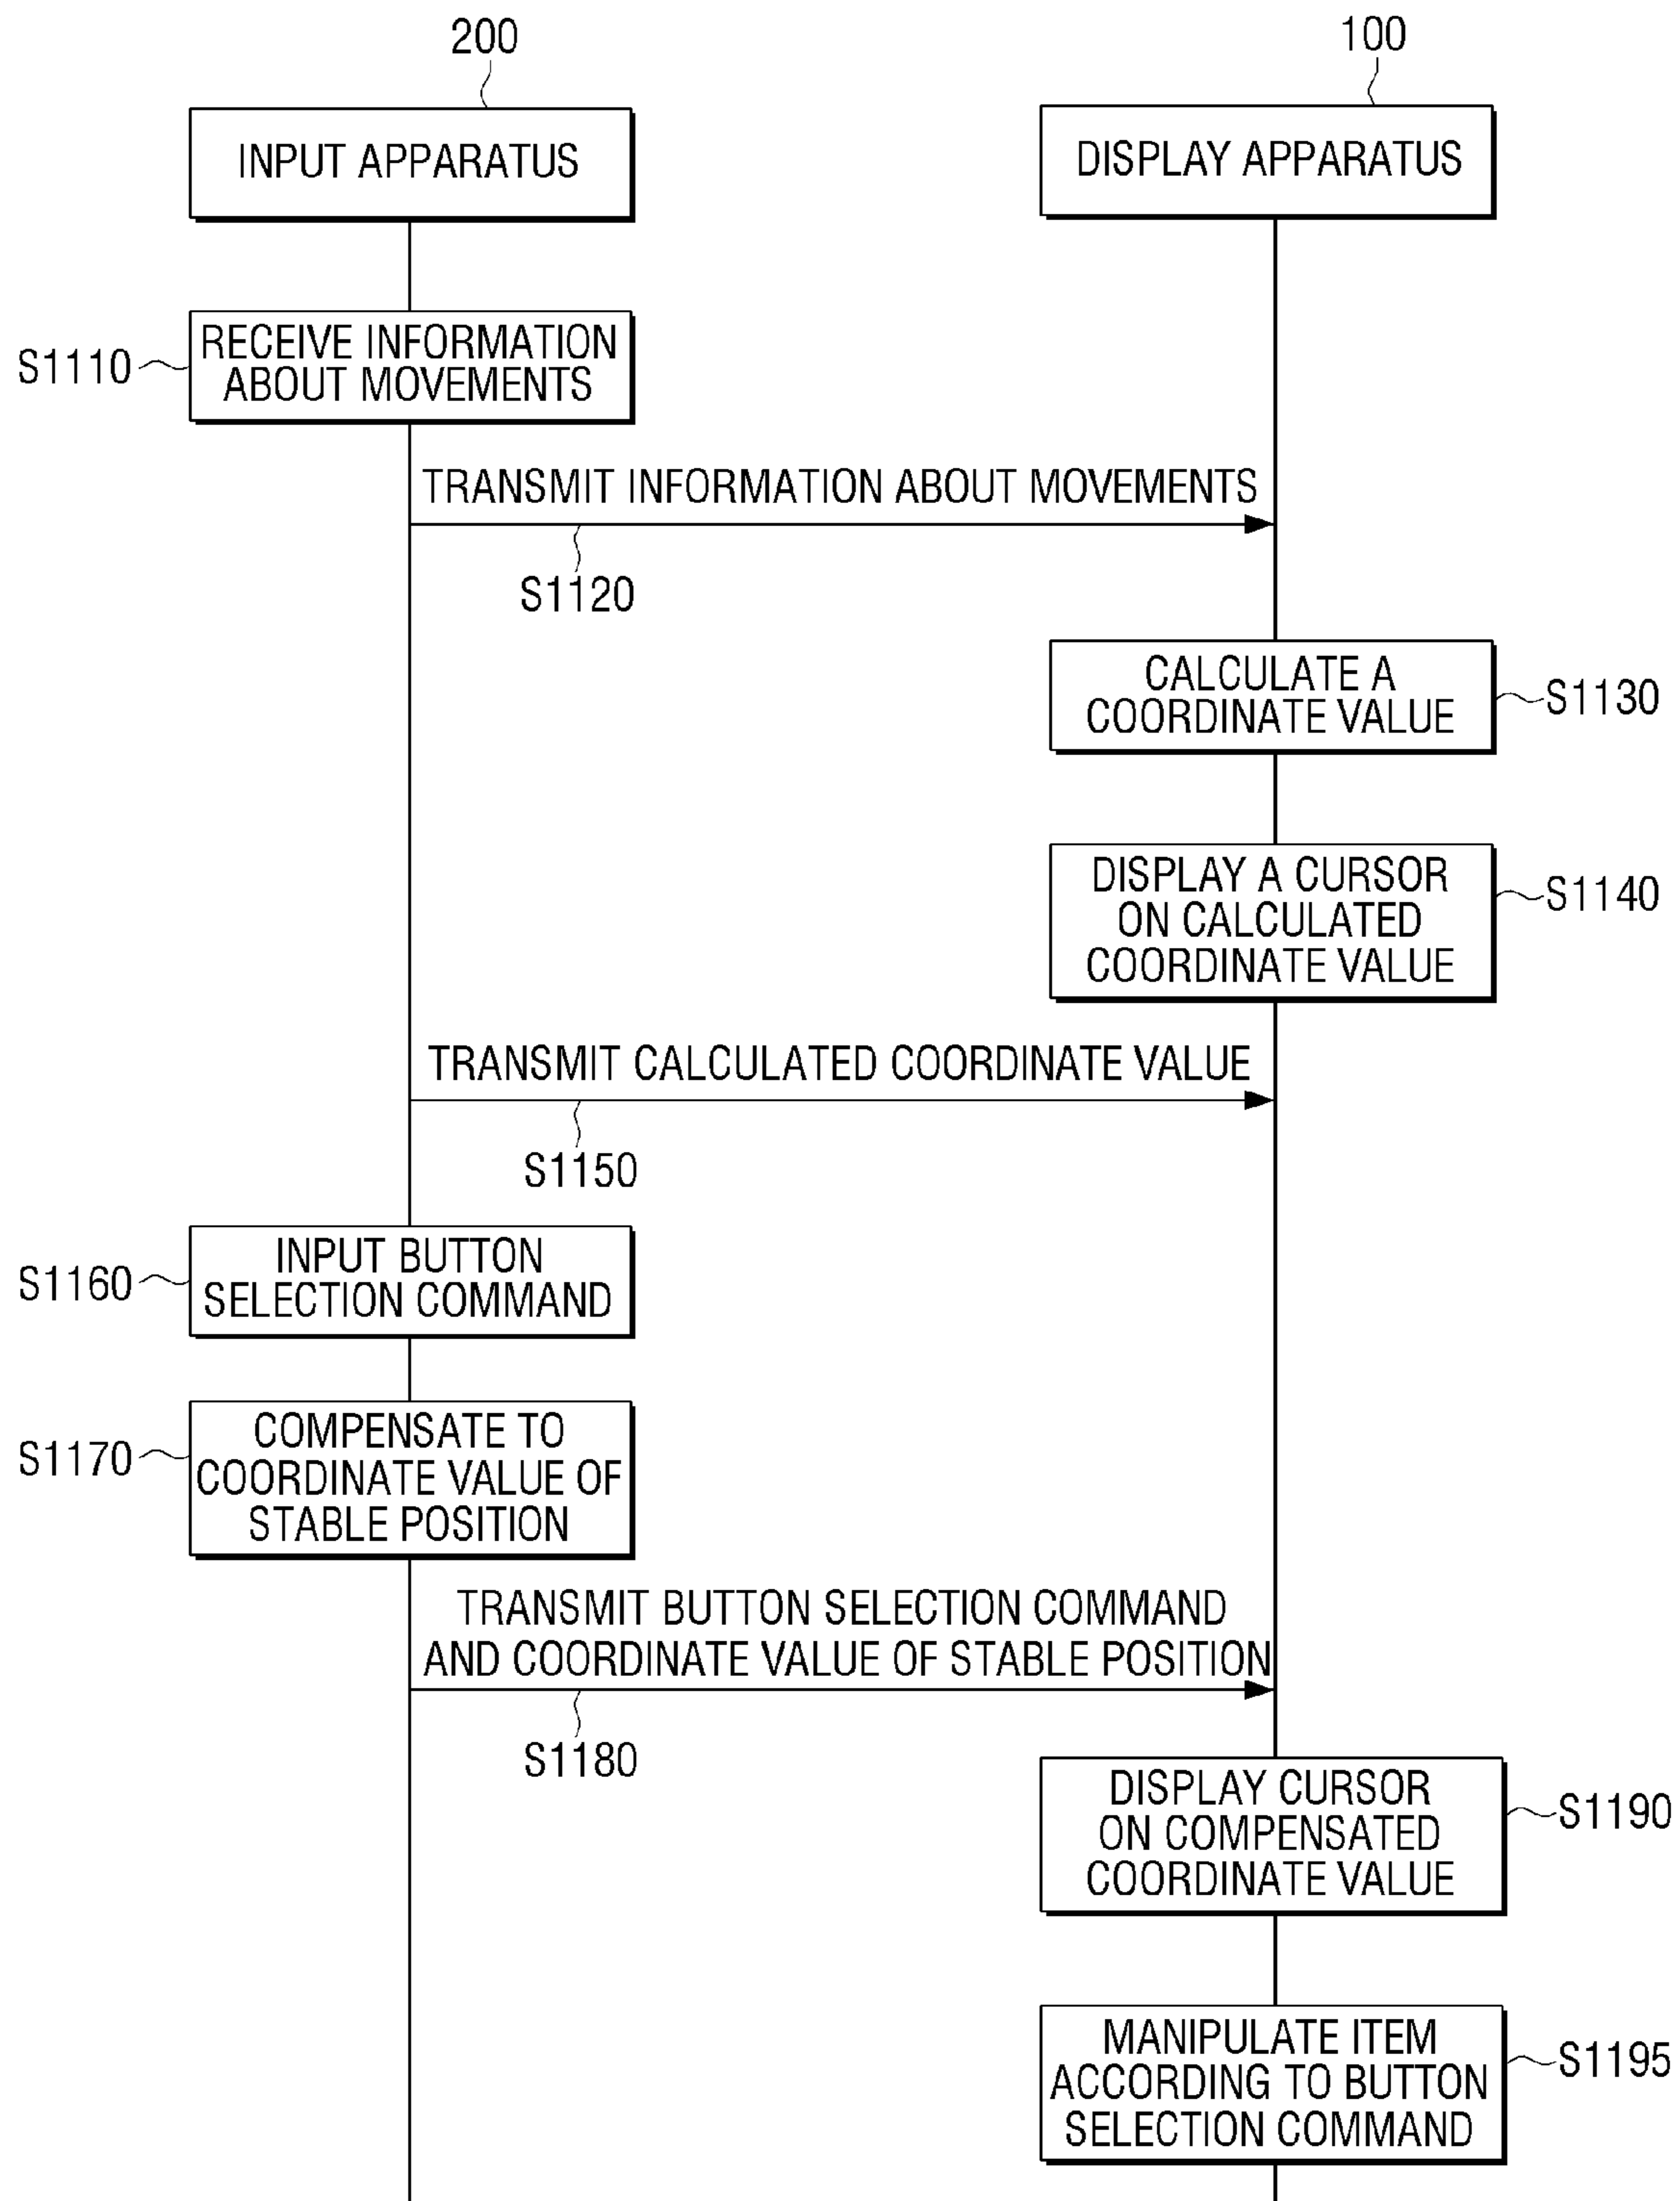 200
100
INPUT APPARATUS
DISPLAY APPARATUS
S1110
RECEIVE INFORMATION
ABOUT MOVEMENTS
TRANSMIT INFORMATION ABOUT MOVEMENTS
S1120
CALCULATE A
COORDINATE VALUE
S1130
DISPLAY A CURSOR
ON CALCULATED
COORDINATE VALUE
S1140
TRANSMIT CALCULATED COORDINATE VALUE
S1150
S1160
INPUT BUTTON
SELECTION COMMAND
S1170
COMPENSATE TO
COORDINATE VALUE OF
STABLE POSITION
TRANSMIT BUTTON SELECTION COMMAND
AND COORDINATE VALUE OF STABLE POSITION
S1180
DISPLAY CURSOR
ON COMPENSATED
COORDINATE VALUE
S1190
MANIPULATE ITEM
ACCORDING TO BUTTON
SELECTION COMMAND
S1195